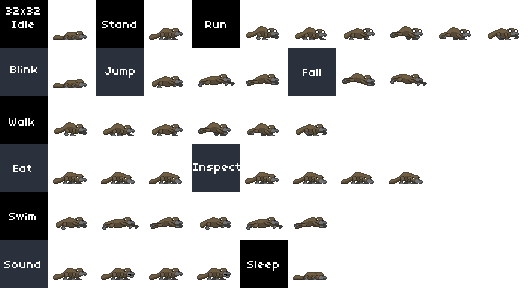 32x32
Idle
Stand
Run
Blink
Jump
Fall
Walk
Eat
Inspect
Swim
Sound
Sleep